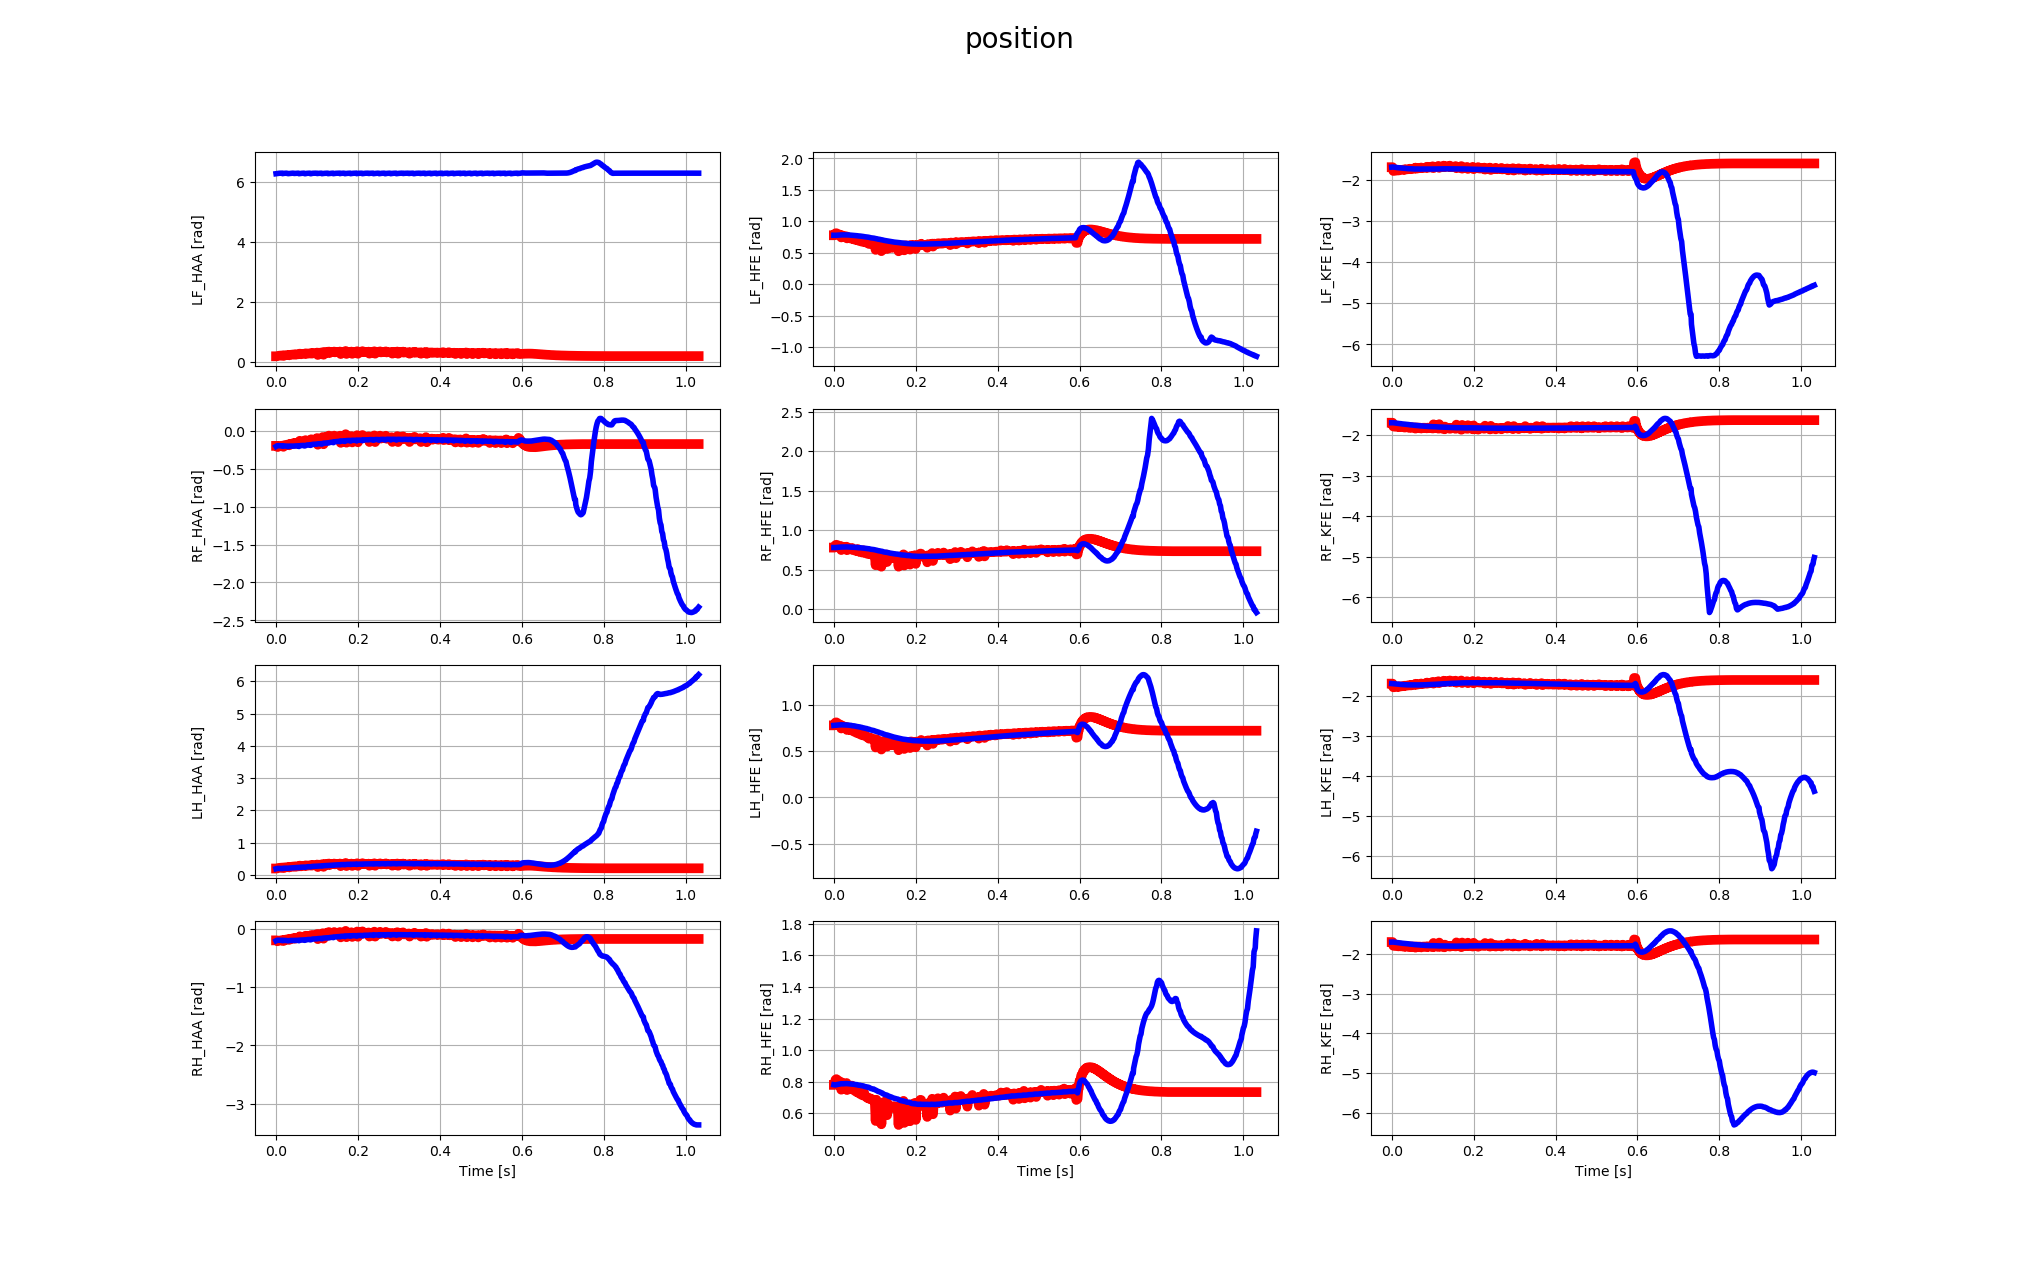 position
LF_HAA [rad]
6
4
2
0
0.0 0.2 0.4 0.6 0.8 1.0
LF_HFE [rad]
2.0
1.5
1.0
0.5
0.0
−0.5
−1.0
0.0 0.2 0.4 0.6 0.8 1.0
LF_KFE [rad]
−2
−3
−4
−5
−6
0.0 0.2 0.4 0.6 0.8 1.0
RF_HAA [rad]
0.0
−0.5
−1.0
−1.5
−2.0
−2.5
0.0 0.2 0.4 0.6 0.8 1.0
RF_HFE [rad]
2.5
2.0
1.5
1.0
0.5
0.0
0.0 0.2 0.4 0.6 0.8 1.0
RF_KFE [rad]
−2
−3
−4
−5
−6
0.0 0.2 0.4 0.6 0.8 1.0
LH_HAA [rad]
6
5
4
3
2
1
0
0.0 0.2 0.4 0.6 0.8 1.0
LH_HFE [rad]
1.0
0.5
0.0
−0.5
0.0 0.2 0.4 0.6 0.8 1.0
LH_KFE [rad]
−2
−3
−4
−5
−6
0.0 0.2 0.4 0.6 0.8 1.0
RH_HAA [rad]
0
−1
−2
−3
0.0 0.2 0.4 0.6 0.8 1.0
Time [s]
RH_HFE [rad]
1.8
1.6
1.4
1.2
1.0
0.8
0.6
0.0 0.2 0.4 0.6 0.8 1.0
Time [s]
RH_KFE [rad]
−2
−3
−4
−5
−6
0.0 0.2 0.4 0.6 0.8 1.0
Time [s]